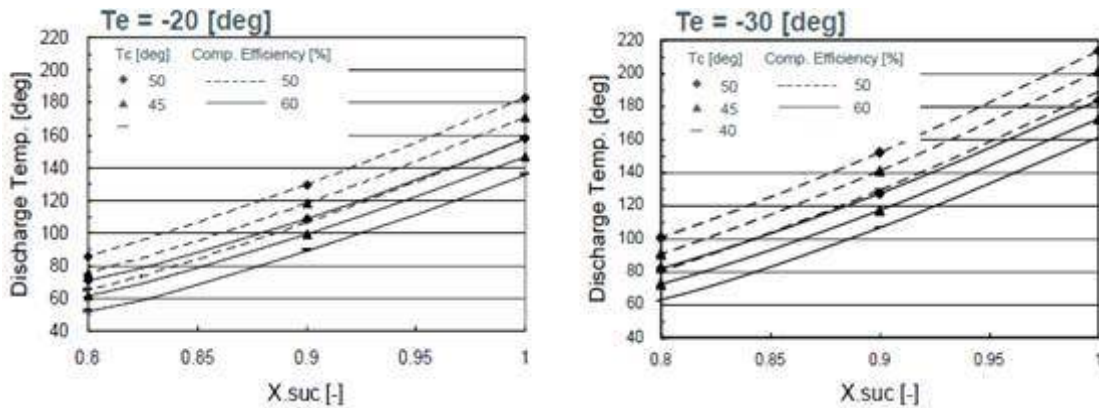 Te = -20 [deg]
Tc [deg] Comp. Efficiency [%]
50 50
45 60
Discharge Temp. [deg]
220
200
180
160
140
120
100
80
60
40
0.8 0.85 0.9 0.95 1
X.suc [-]
Te = -30 [deg]
Tc [deg] Comp. Efficiency [%]
50 50
45 60
40
Discharge Temp. [deg]
220
200
180
160
140
120
100
80
60
40
0.8 0.85 0.9 0.95 1
X.suc [-]